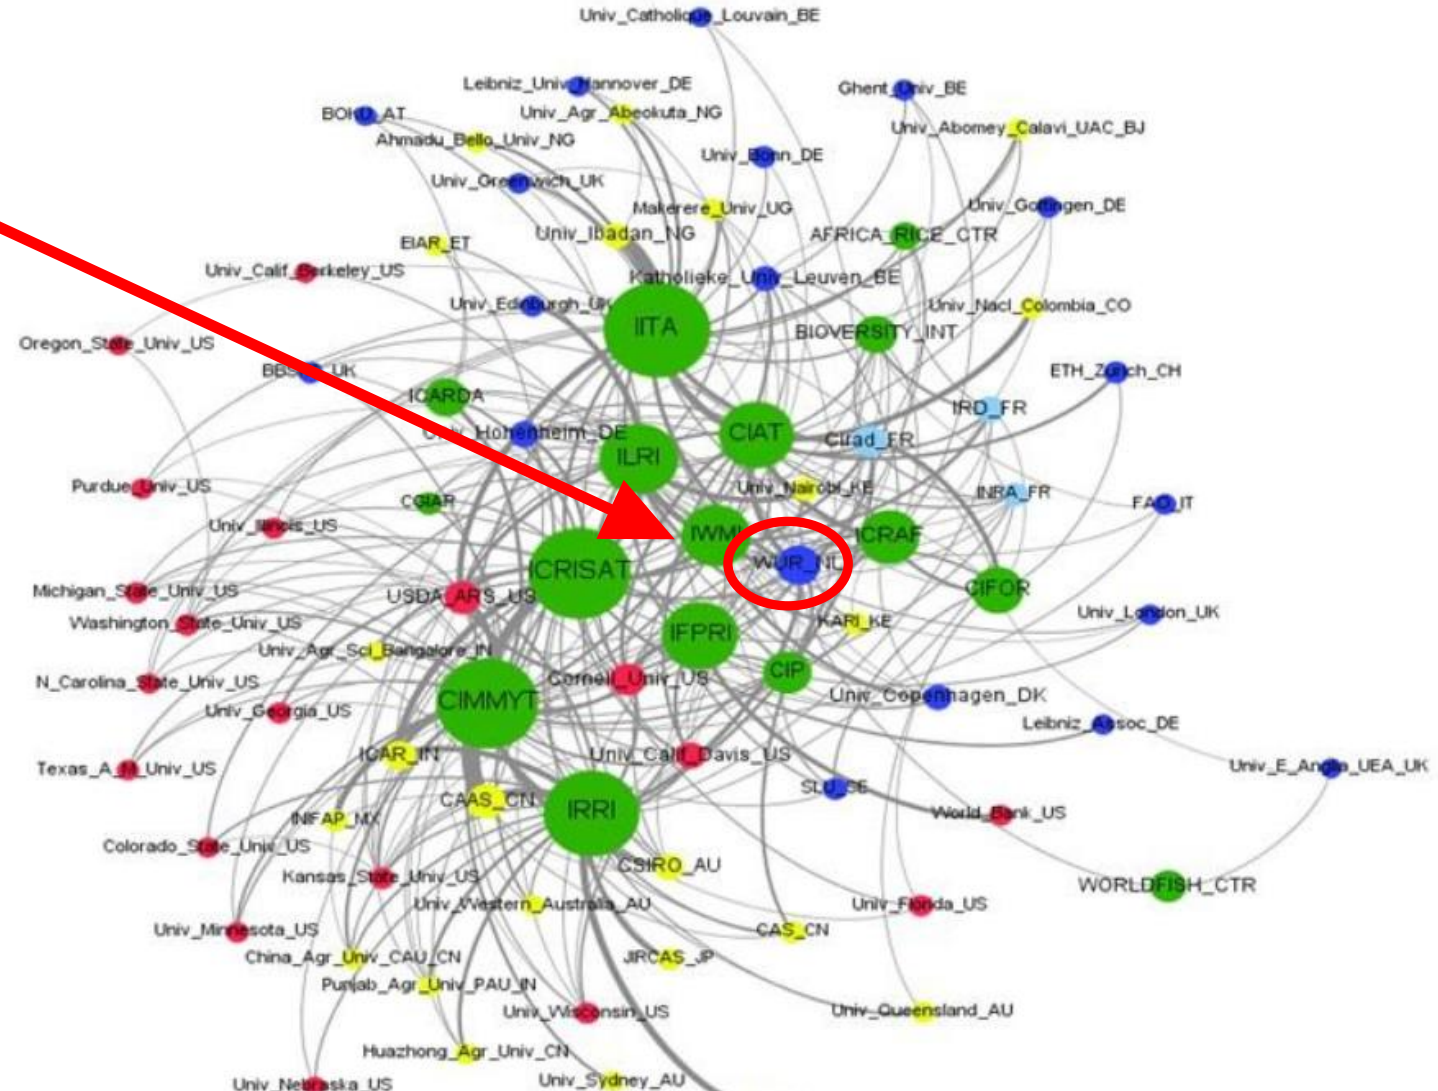 Univ_Catholique_Louvain_BE
Leibniz_Univ_Hannover_DE
Ghent_Univ_BE
BOKU_AT
Univ_Agr_Abeokuta_NG
Univ_Abomey_Calavi_UAC_BJ
Ahmadu_Bello_Univ_NG
Univ_Bonn_DE
Univ_Greenwich_UK
Makerere_Univ_UG
Univ_Gottingen_DE
Univ_Ibadan_NG
AFRICA_RICE_CTR
EIAR_ET
Univ_Calif_Berkeley_US
Katholieke_Univ_Leuven_BE
Univ_Edinburgh_UK
Univ_Nacl_Colombia_CO
IITA
BIOVERSITY_INT
Oregon_State_Univ_US
UK
ETH_Zurich_CH
ICARDA
IRD_FR
Hohenheim_DE
CIAT
Cirad_FR
ILRI
Purdue_Univ_US
Univ_Nairobi_KE
INRA_FR
CGIAR
FAO_IT
Univ_Illinois_US
IWMI
ICRAF
WUR_NL
ICRISAT
CIFOR
Michigan_State_Univ_US
USDA_ARS_US
Univ_London_UK
Washington_State_Univ_US
KARI_KE
IFPRI
Univ_Agr_Sci_Bangalore_IN
CIP
N_Carolina_State_Univ_US
Cornell_Univ_US
Univ_Copenhagen_DK
CIMMYT
Univ_Georgia_US
Leibniz_Assoc_DE
ICAR_IN
Univ_Calif_Davis_US
Texas_A_M_Univ_US
Univ_E_Anglia_UEA_UK
SLU_SE
CAAS_CN
IRRI
World_Bank_US
INIFAP_MX
Colorado_State_Univ_US
CSIRO_AU
Kansas_State_Univ_US
WORLDFISH_CTR
Univ_Western_Australia_AU
Univ_Florida_US
Univ_Minnesota_US
CAS_CN
China_Agr_Univ_CAU_CN
JIRCAS_JP
Punjab_Agr_Univ_PAU_IN
Univ_Wisconsin_US
Univ_Queensland_AU
Huazhong_Agr_Univ_CN
Univ_Sydney_AU
Univ_Nebraska_US